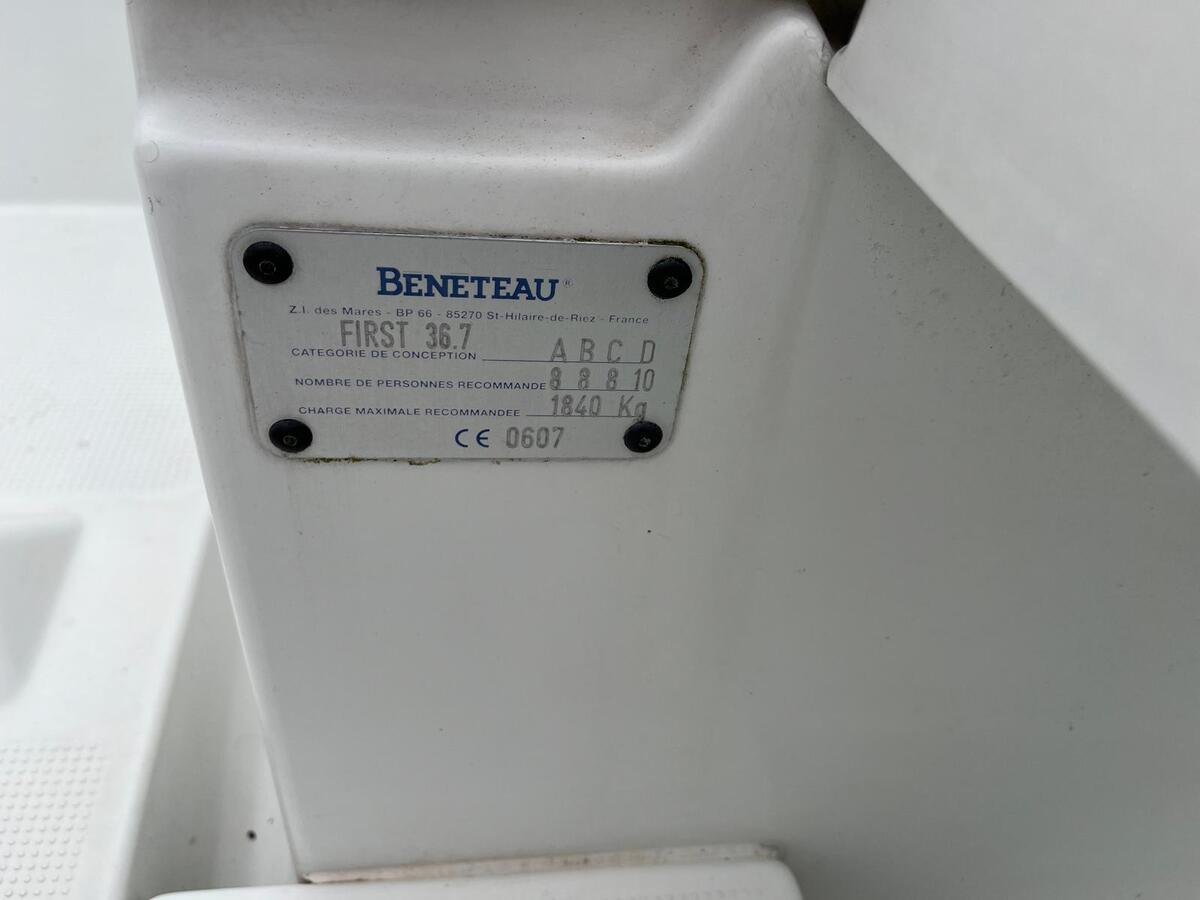 BENETEAU®
Z.I. des Mares - BP 66 - 85270 St-Hilaire-de-Riez - France
FIRST 36.7
CATEGORIE DE CONCEPTION A B C D
NOMBRE DE PERSONNES RECOMMANDE 8 8 8 10
CHARGE MAXIMALE RECOMMANDEE 1840 Kg
CE 0607